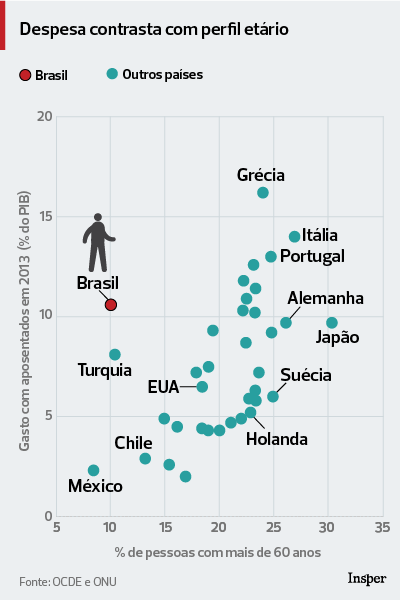 Despesa contrasta com perfil etário
Brasil
Outros países
Gasto com aposentados em 2013 (% do PIB)
20
15
10
5
0
Grécia
Itália
Portugal
Brasil
Alemanha
Japão
Turquia
EUA
Suécia
Holanda
Chile
México
5 10 15 20 25 30 35
% de pessoas com mais de 60 anos
Fonte: OCDE e ONU
Insper